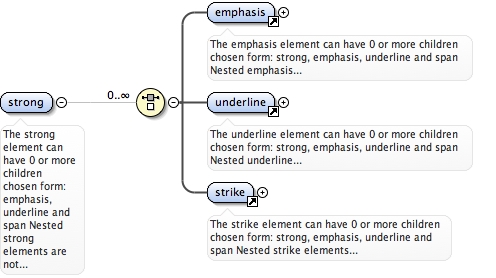 emphasis
The emphasis element can have 0 or more children
chosen form: strong, emphasis, underline and span
Nested emphasis...
strong
0..∞
underline
The strong
element can
have 0 or more
children
chosen form:
emphasis,
underline and
span Nested
strong
elements are
not...
The underline element can have 0 or more children
chosen form: strong, emphasis, underline and span
Nested underline...
strike
The strike element can have 0 or more children
chosen form: strong, emphasis, underline and
span Nested strike elements...